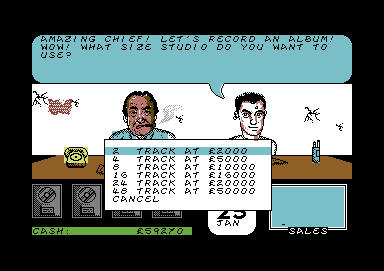 AMAZING CHIEF! LET'S RECORD AN ALBUM!
WOW! WHAT SIZE STUDIO DO YOU WANT TO
USE?
2 TRACK AT £2000
4 TRACK AT £5000
8 TRACK AT £10000
16 TRACK AT £16000
24 TRACK AT £20000
48 TRACK AT £50000
CANCEL
CASH: £59270
JAN
SALES